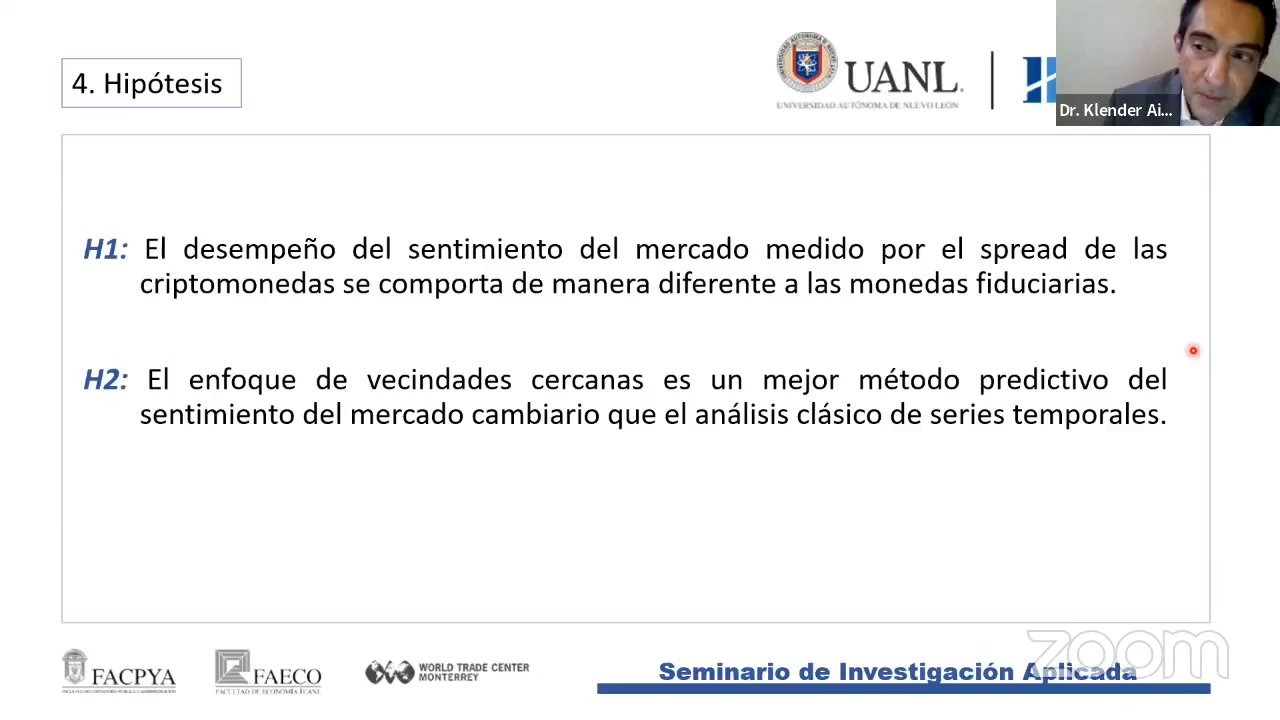 4. Hipótesis
UANL
UNIVERSIDAD AUTÓNOMA DE NUEVO LEÓN
Dr. Klender Ai...
H1: El desempeño del sentimiento del mercado medido por el spread de las
criptomonedas se comporta de manera diferente a las monedas fiduciarias.
H2: El enfoque de vecindades cercanas es un mejor método predictivo del
sentimiento del mercado cambiario que el análisis clásico de series temporales.
zoom
FACPYA
FAECO
WORLD TRADE CENTER
MONTERREY
Seminario de Investigación Aplicada